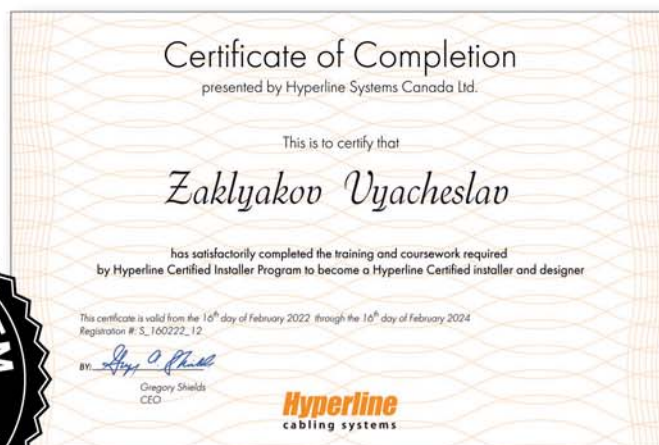 Certificate of Completion
presented by Hyperline Systems Canada Ltd.
This is to certify that
Zaklyakov Vyacheslav
has satisfactorily completed the training and coursework required
by Hyperline Certified Installer Program to become a Hyperline Certified installer and designer
This certificate is valid from the 16th day of February 2022 through the 16th day of February 2024
Registration #: S_160222_12
BY:
Gregory Shields
CEO
Hyperline
cabling systems